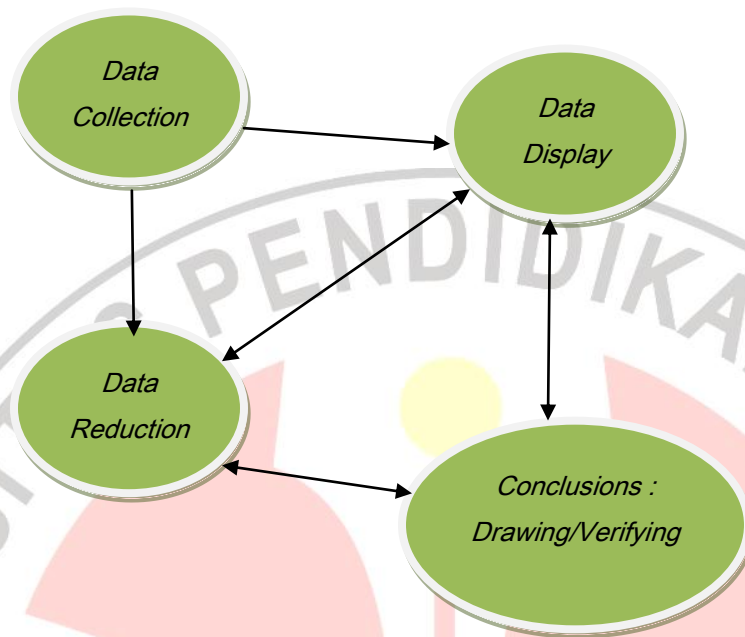 Data
Collection
Data
Display
PENDIDIKA
Data
Reduction
Conclusions :
Drawing/Verifying